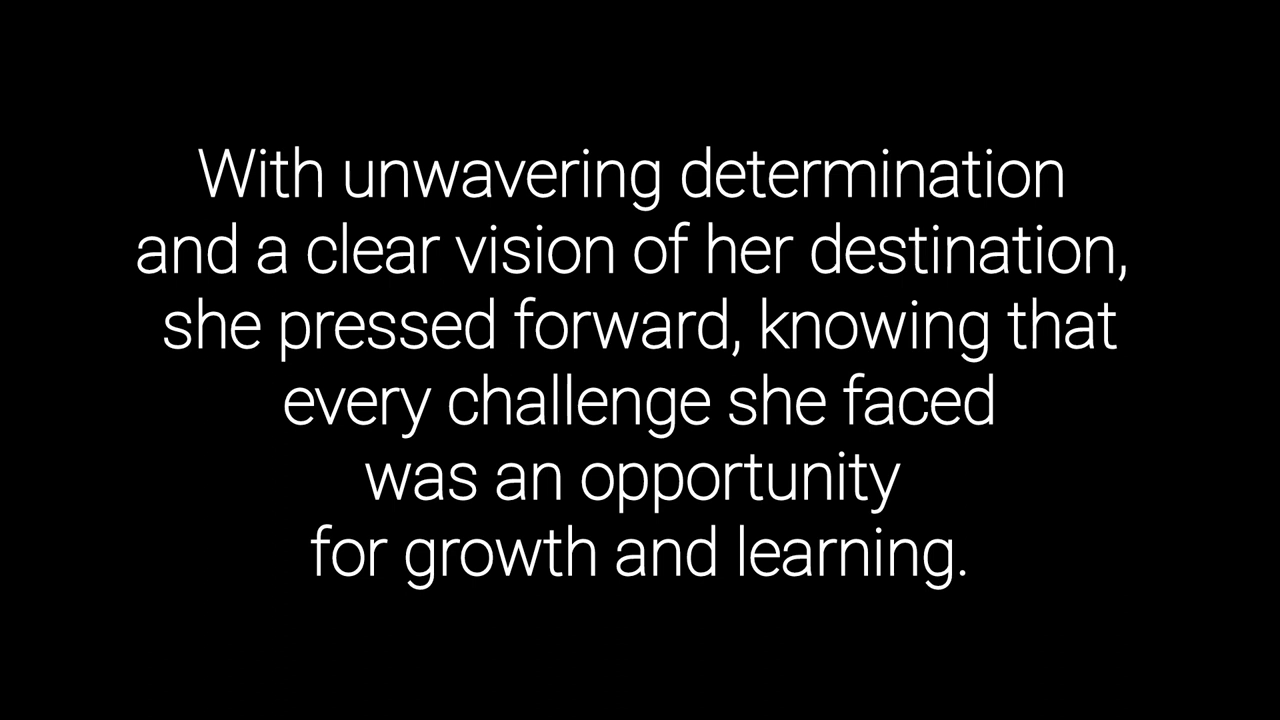 With unwavering determination
and a clear vision of her destination,
she pressed forward, knowing that
every challenge she faced
was an opportunity
for growth and learning.